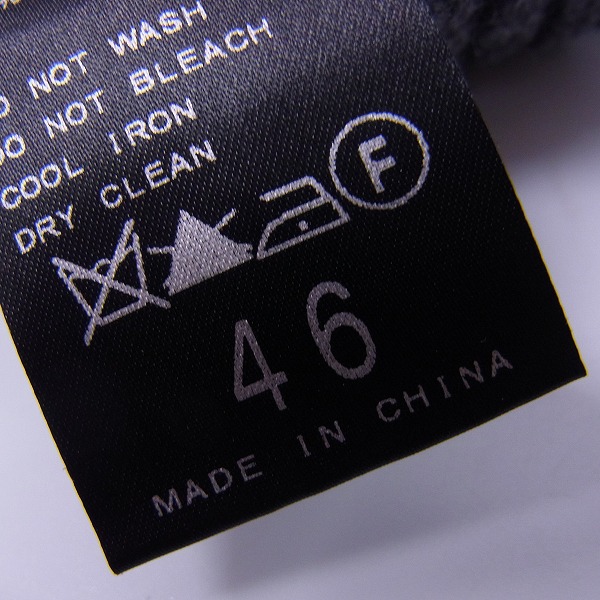 NOT WASH
DO NOT BLEACH
COOL IRON
DRY CLEAN
F
46
MADE IN CHINA